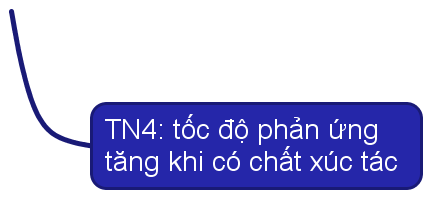 TN4: tốc độ phản ứng
tăng khi có chất xúc tác